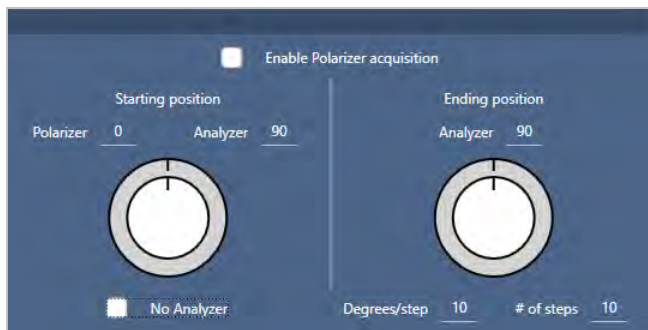 Enable Polarizer acquisition
Starting position
Ending position
Polarizer 0 Analyzer 90
Analyzer 90
No Analyzer
Degrees/step 10 # of steps 10